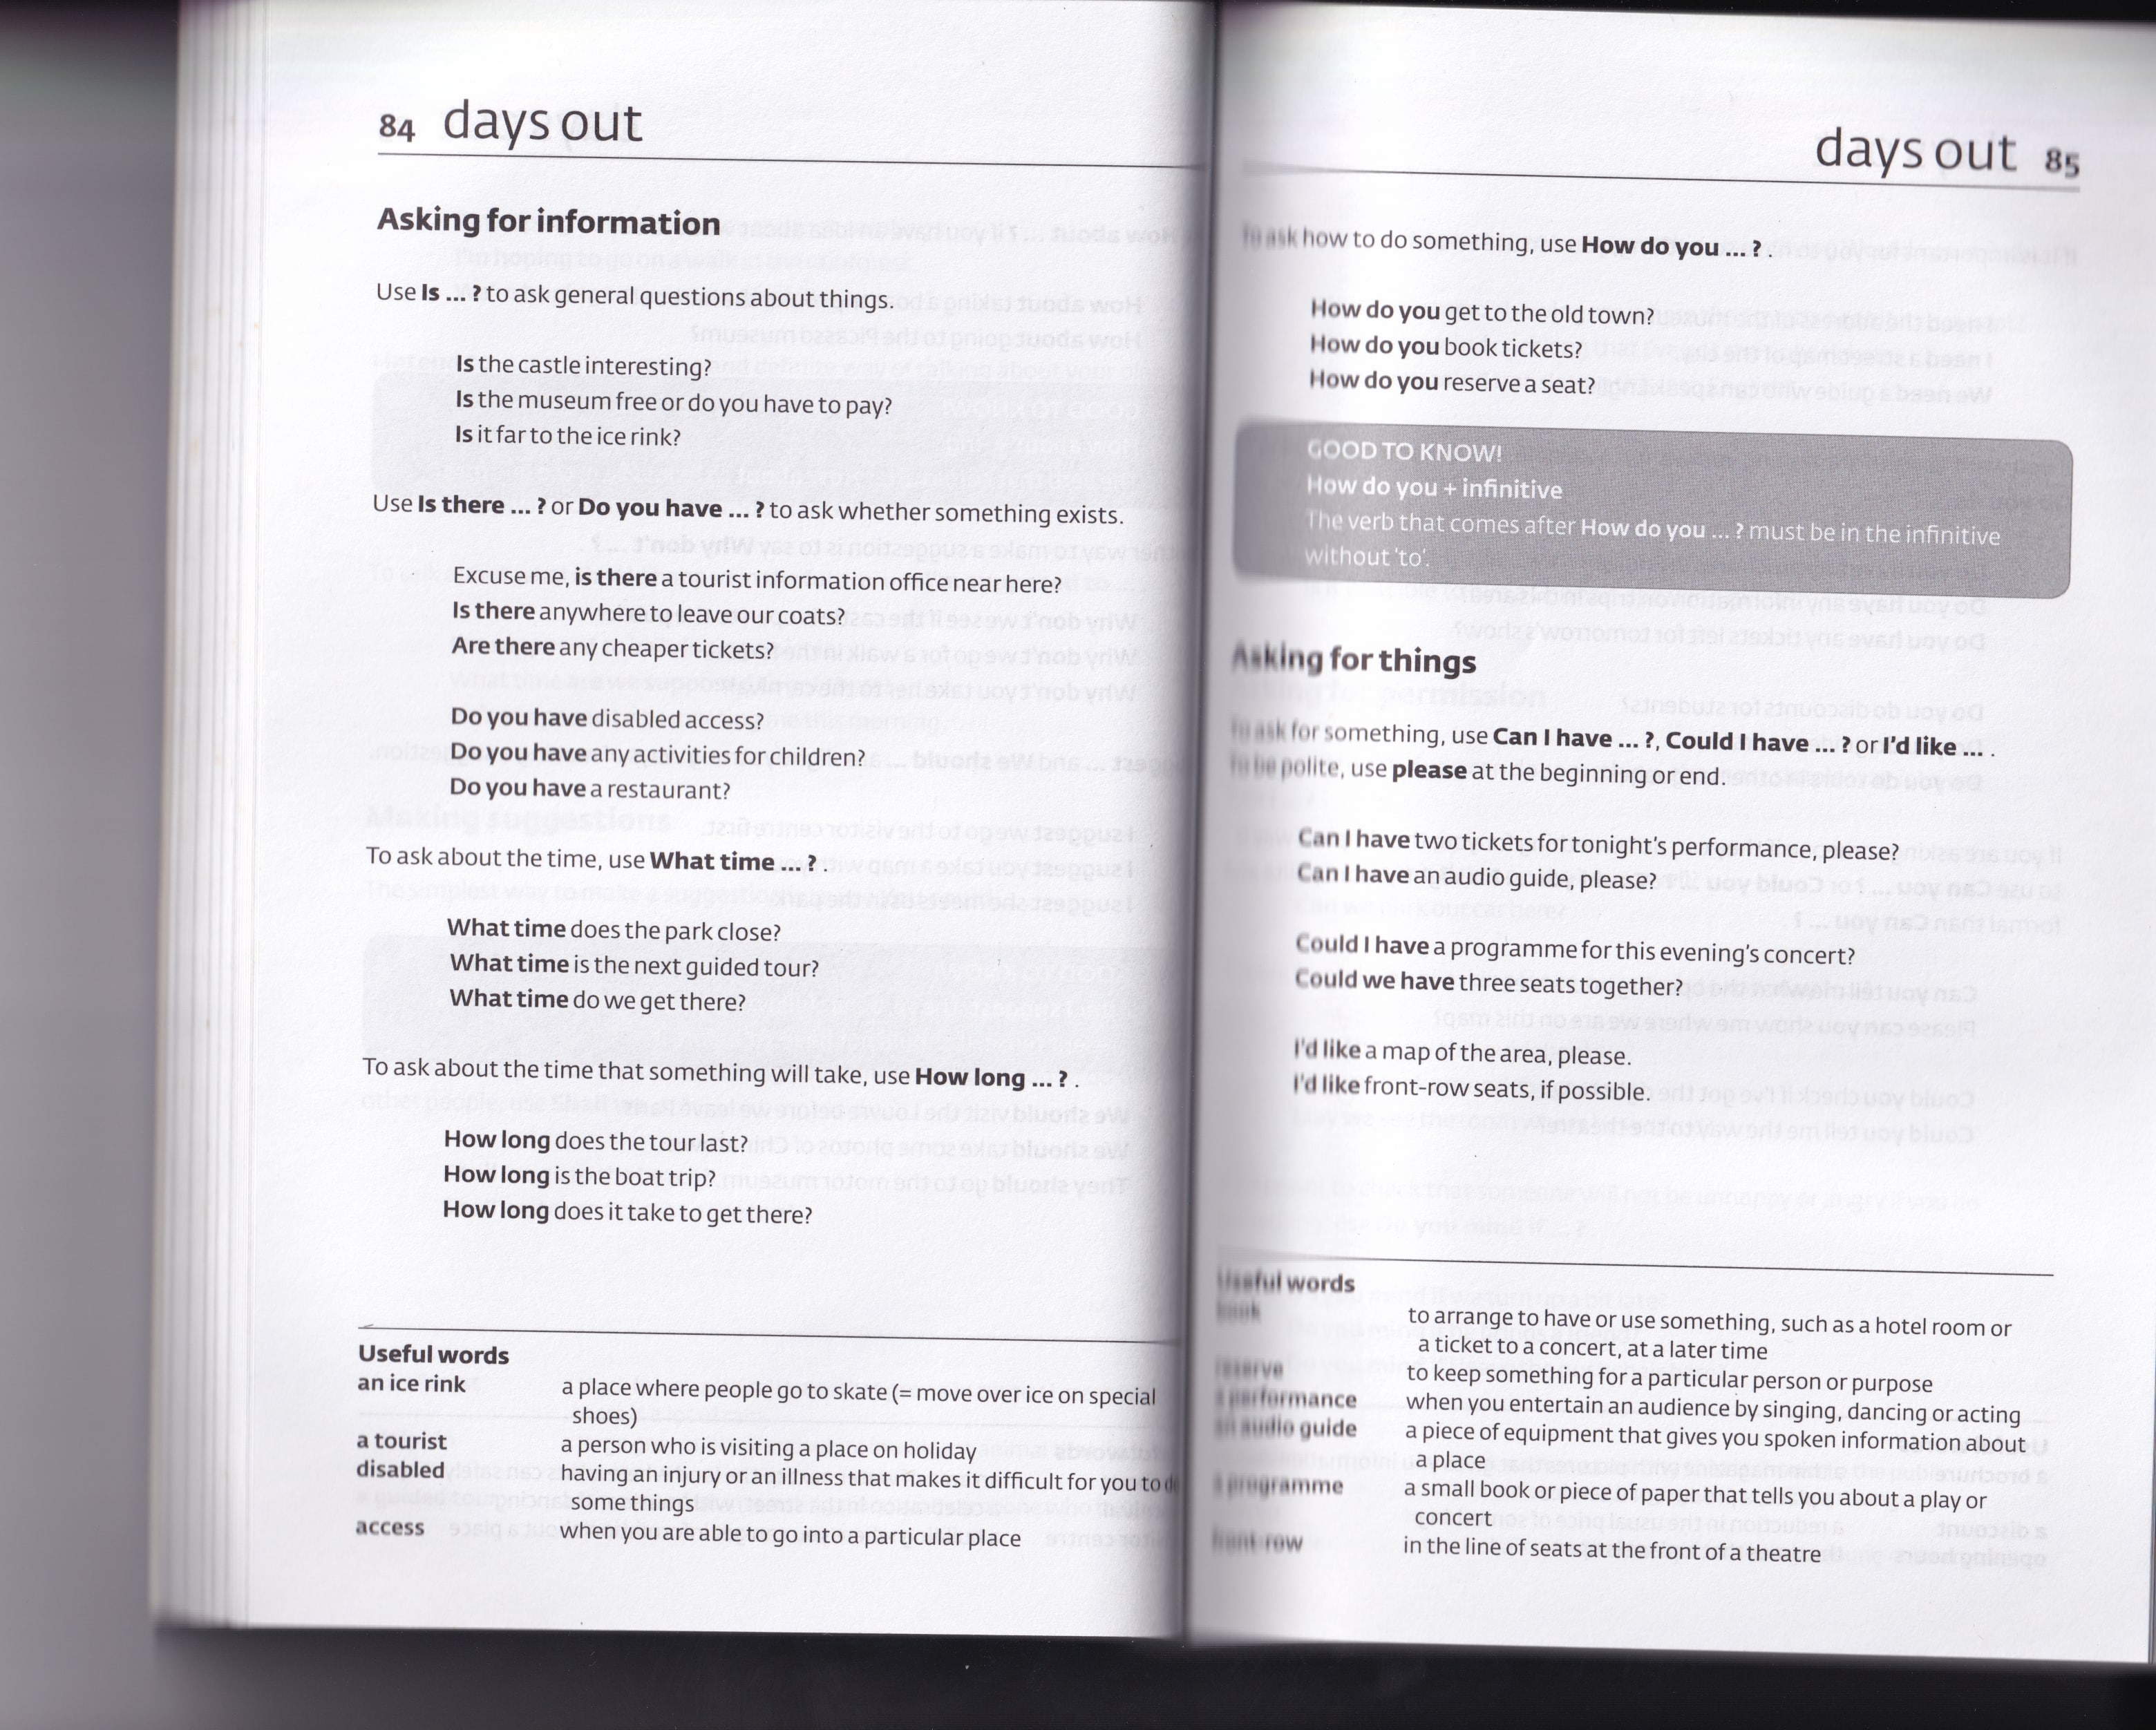 84 days out
Asking for information
Use Is ... ? to ask general questions about things.
Is the castle interesting?
Is the museum free or do you have to pay?
Is it far to the ice rink?
Use Is there ... ? or Do you have ... ? to ask whether something exists.
Excuse me, is there a tourist information office near here?
Is there anywhere to leave our coats?
Are there any cheaper tickets?
Do you have disabled access?
Do you have any activities for children?
Do you have a restaurant?
To ask about the time, use What time ... ? .
What time does the park close?
What time is the next guided tour?
What time do we get there?
To ask about the time that something will take, use How long ... ? .
How long does the tour last?
How long is the boat trip?
How long does it take to get there?
Useful words
an ice rink a place where people go to skate (= move over ice on special
shoes)
a tourist a person who is visiting a place on holiday
disabled having an injury or an illness that makes it difficult for you to do
some things
access when you are able to go into a particular place
days out 85
To ask how to do something, use How do you ... ? .
How do you get to the old town?
How do you book tickets?
How do you reserve a seat?
GOOD TO KNOW!
How do you + infinitive
The verb that comes after How do you ... ? must be in the infinitive
without 'to'.
Asking for things
To ask for something, use Can I have ... ?, Could I have ... ? or I'd like ... .
To be polite, use please at the beginning or end.
Can I have two tickets for tonight's performance, please?
Can I have an audio guide, please?
Could I have a programme for this evening's concert?
Could we have three seats together?
I'd like a map of the area, please.
I'd like front-row seats, if possible.
Useful words
book to arrange to have or use something, such as a hotel room or
a ticket to a concert, at a later time
reserve to keep something for a particular person or purpose
a performance when you entertain an audience by singing, dancing or acting
an audio guide a piece of equipment that gives you spoken information about
a place
a programme a small book or piece of paper that tells you about a play or
concert
front-row in the line of seats at the front of a theatre